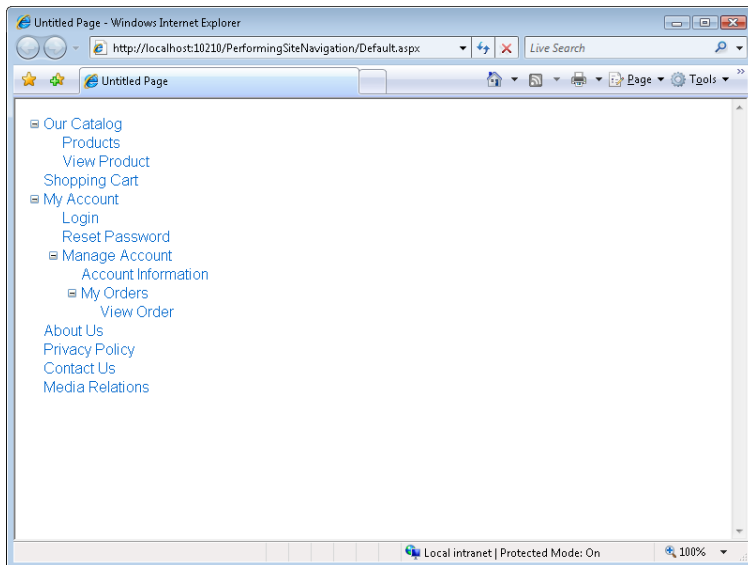 Untitled Page - Windows Internet Explorer
http://localhost:10210/PerformingSiteNavigation/Default.aspx
Live Search
Untitled Page
Page
Tools
Our Catalog
Products
View Product
Shopping Cart
My Account
Login
Reset Password
Manage Account
Account Information
My Orders
View Order
About Us
Privacy Policy
Contact Us
Media Relations
Local intranet | Protected Mode: On
100%